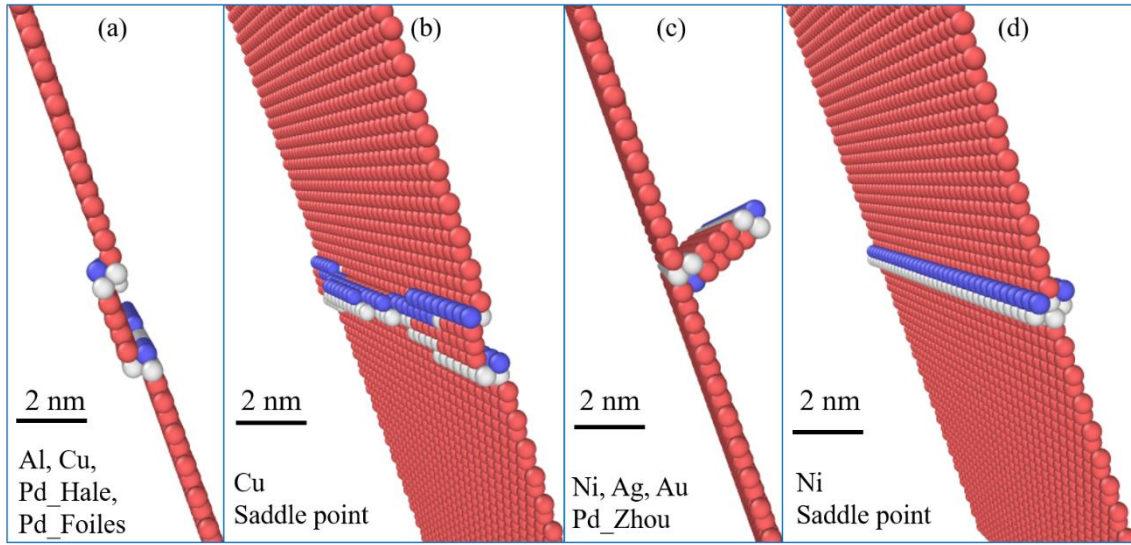 (a)
2 nm
Al, Cu,
Pd_Hale,
Pd_Foiles
(b)
2 nm
Cu
Saddle point
(c)
2 nm
Ni, Ag, Au
Pd_Zhou
(d)
2 nm
Ni
Saddle point